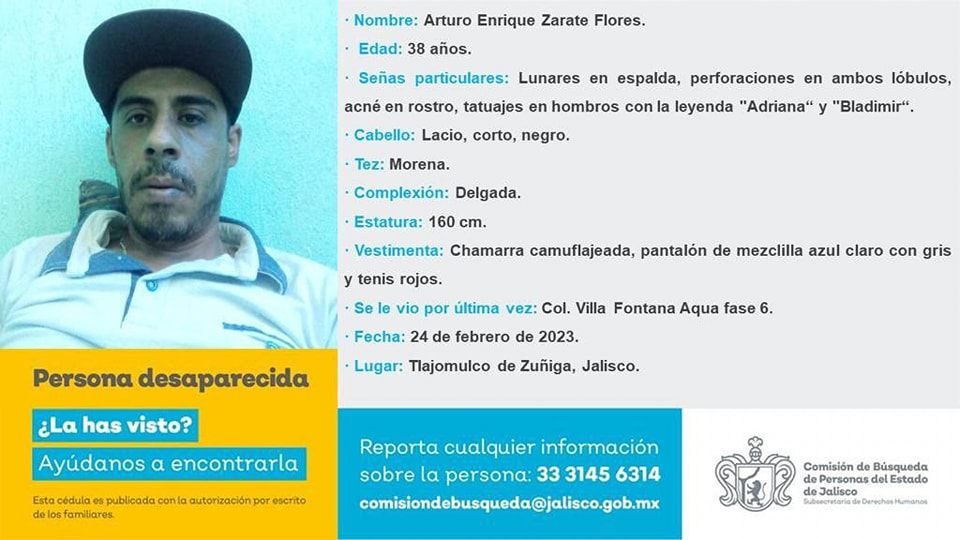 · Nombre: Arturo Enrique Zarate Flores.
· Edad: 38 años.
· Señas particulares: Lunares en espalda, perforaciones en ambos lóbulos,
acné en rostro, tatuajes en hombros con la leyenda "Adriana“ y "Bladimir“.
· Cabello: Lacio, corto, negro.
· Tez: Morena.
· Complexión: Delgada.
· Estatura: 160 cm.
· Vestimenta: Chamarra camuflajeada, pantalón de mezclilla azul claro con gris
y tenis rojos.
· Se le vio por última vez: Col. Villa Fontana Aqua fase 6.
· Fecha: 24 de febrero de 2023.
· Lugar: Tlajomulco de Zuñiga, Jalisco.
Persona desaparecida
¿La has visto?
Ayúdanos a encontrarla
Esta cédula es publicada con la autorización por escrito
de los familiares.
Reporta cualquier información
sobre la persona: 33 3145 6314
comisiondebusqueda@jalisco.gob.mx
Comisión de Búsqueda
de Personas del Estado
de Jalisco
Subsecretaría de Derechos Humanos